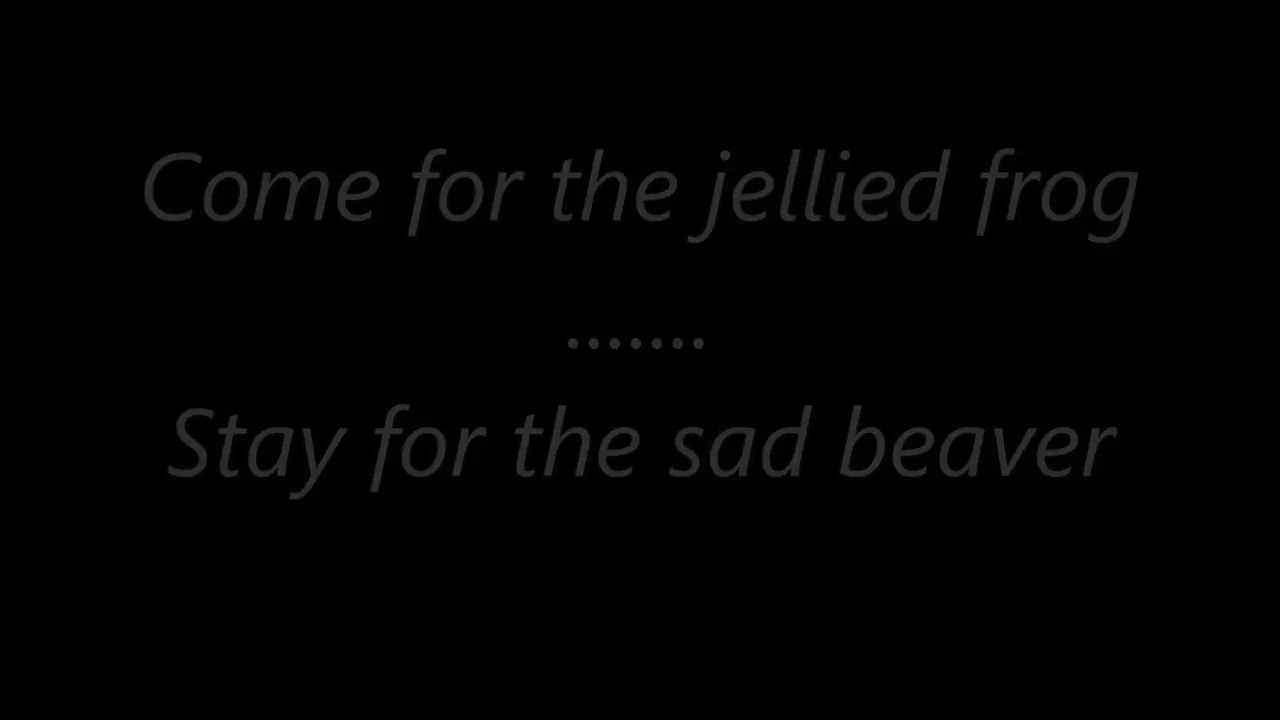 Come for the jellied frog
.......
Stay for the sad beaver